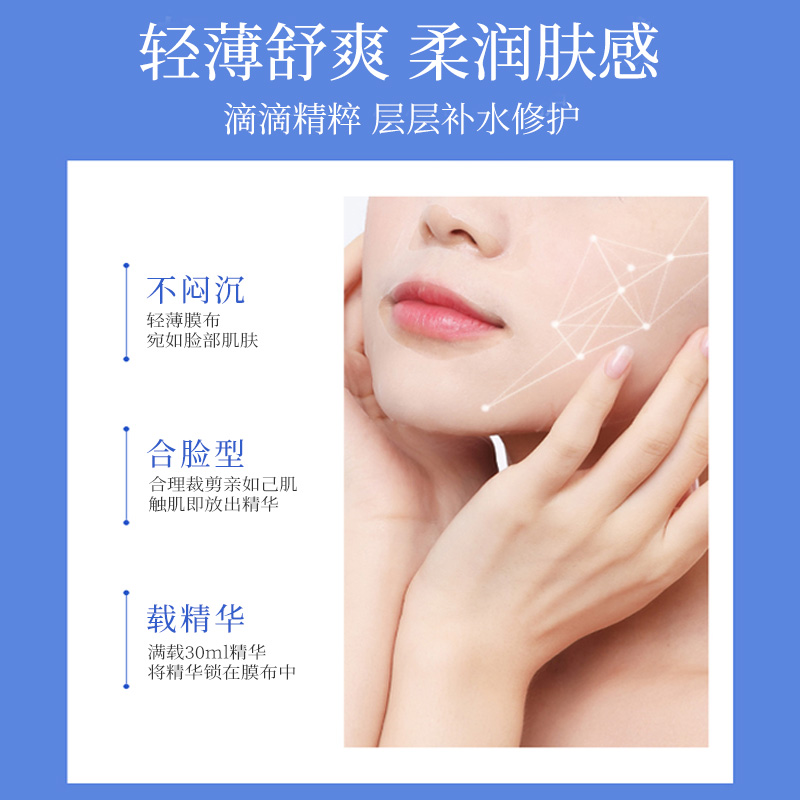 轻薄舒爽 柔润肤感
滴滴精粹 层层补水修护
不闷沉
轻薄膜布
宛如脸部肌肤
合脸型
合理裁剪亲如己肌
触肌即放出精华
载精华
满载30ml精华
将精华锁在膜布中